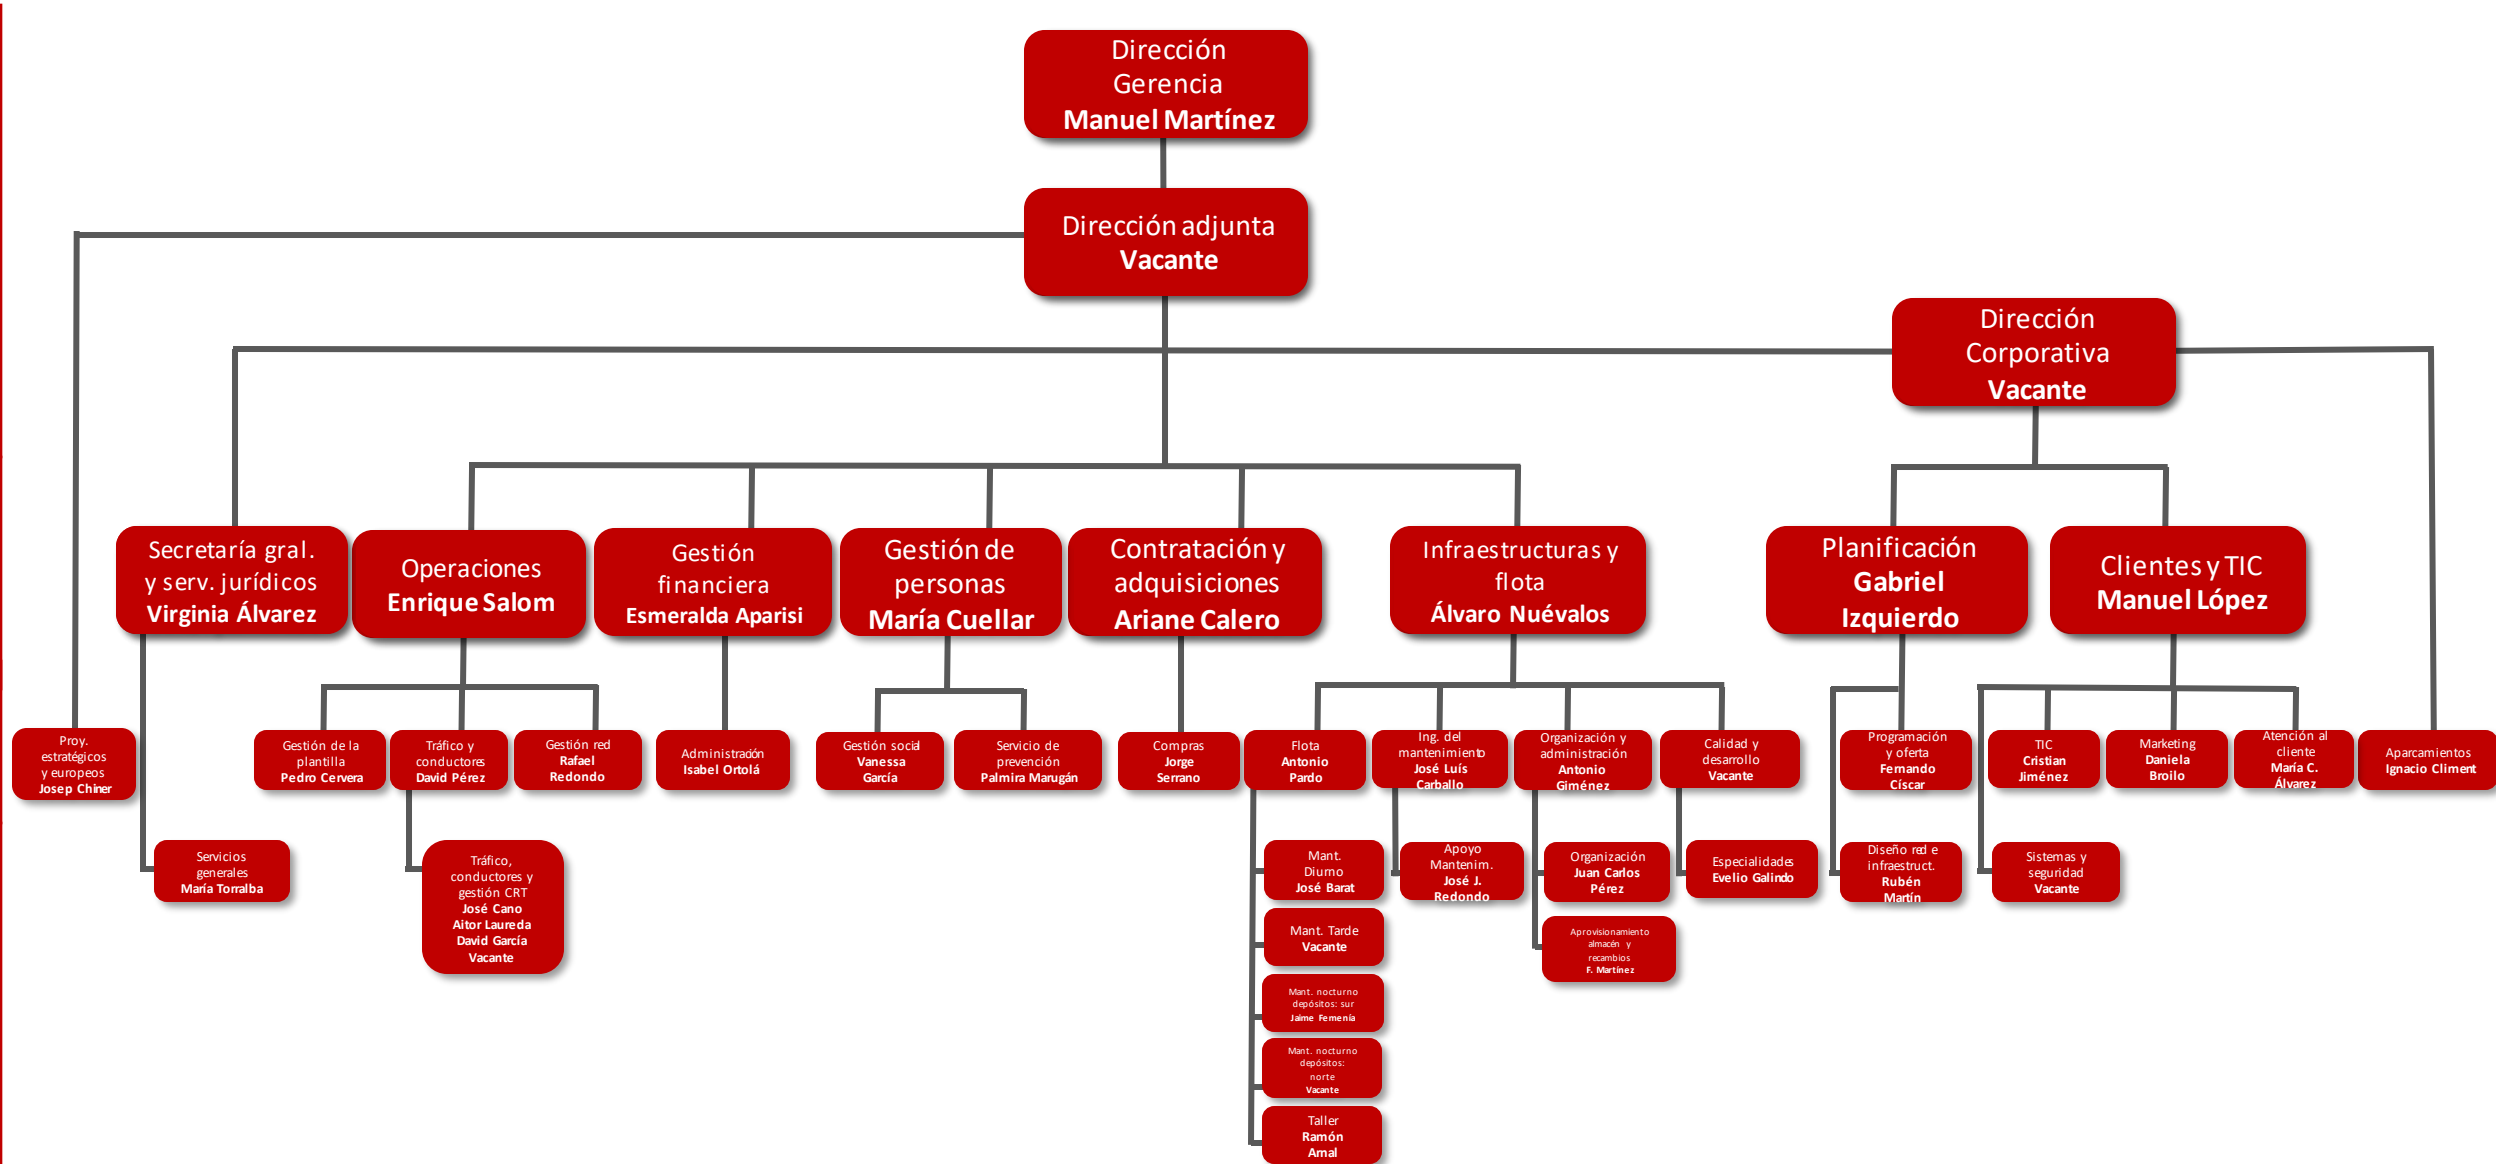 Dirección
Gerencia
Manuel Martínez
Dirección adjunta
Vacante
Dirección
Corporativa
Vacante
Secretaría gral.
y serv. jurídicos
Virginia Álvarez
Operaciones
Enrique Salom
Gestión
financiera
Esmeralda Aparisi
Gestión de
personas
María Cuellar
Contratación y
adquisiciones
Ariane Calero
Infraestructuras y
flota
Álvaro Nuévalos
Planificación
Gabriel
Izquierdo
Clientes y TIC
Manuel López
Proy.
estratégicos
y europeos
Josep Chiner
Gestión de la
plantilla
Pedro Cervera
Tráfico y
conductores
David Pérez
Gestión red
Rafael
Redondo
Administración
Isabel Ortolá
Gestión social
Vanessa
García
Servicio de
prevención
Palmira Marugán
Compras
Jorge
Serrano
Flota
Antonio
Pardo
Ing. del
mantenimiento
José Luís
Carballo
Organización y
administración
Antonio
Giménez
Calidad y
desarrollo
Vacante
Programación
y oferta
Fernando
Císcar
TIC
Cristian
Jiménez
Marketing
Daniela
Broilo
Atención al
cliente
María C.
Álvarez
Aparcamientos
Ignacio Climent
Servicios
generales
María Torralba
Tráfico,
conductores y
gestión CRT
José Cano
Aitor Laureda
David García
Vacante
Mant.
Diurno
José Barat
Apoyo
Mantenim.
José J.
Redondo
Organización
Juan Carlos
Pérez
Especialidades
Evelio Galindo
Diseño red e
infraestruct.
Rubén
Martín
Sistemas y
seguridad
Vacante
Mant. Tarde
Vacante
Aprovisionamiento
almacén y
recambios
F. Martínez
Mant. nocturno
depósitos: sur
Jaime Femenía
Mant. nocturno
depósitos:
norte
Vacante
Taller
Ramón
Arnal